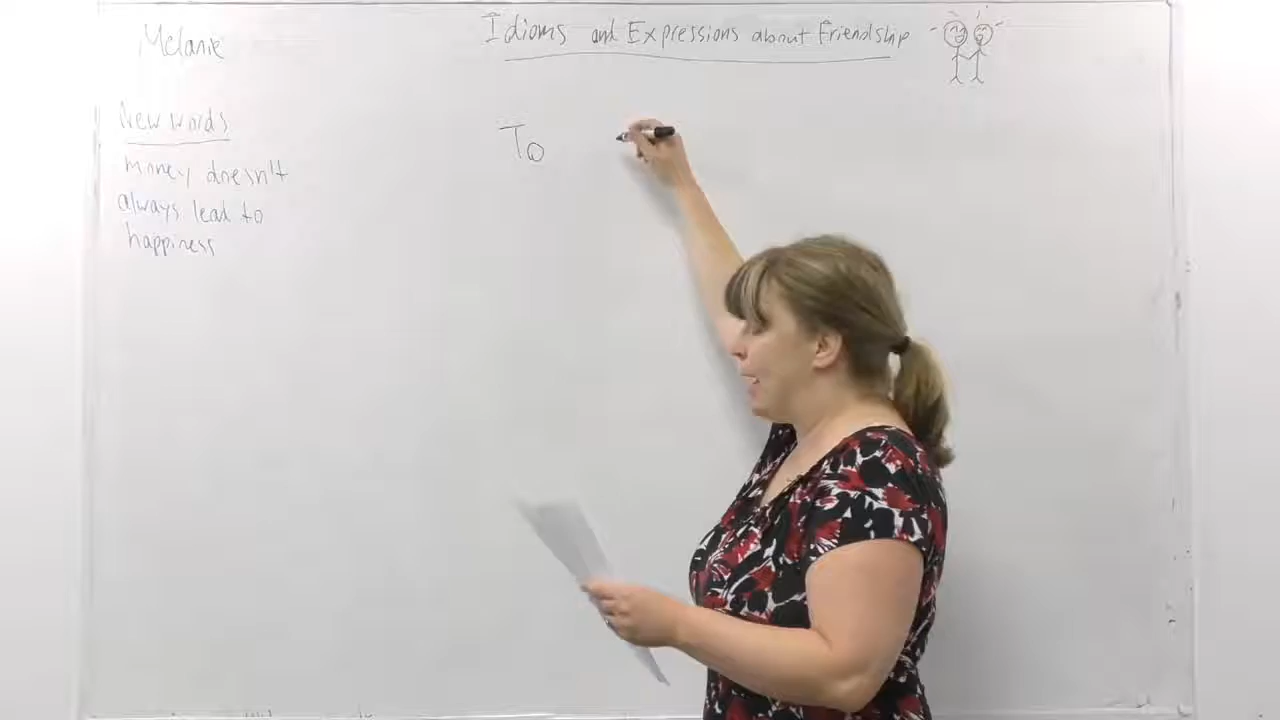 Melanie
Idioms and Expressions about Friendship
New words
money doesn't
always lead to
happiness
To